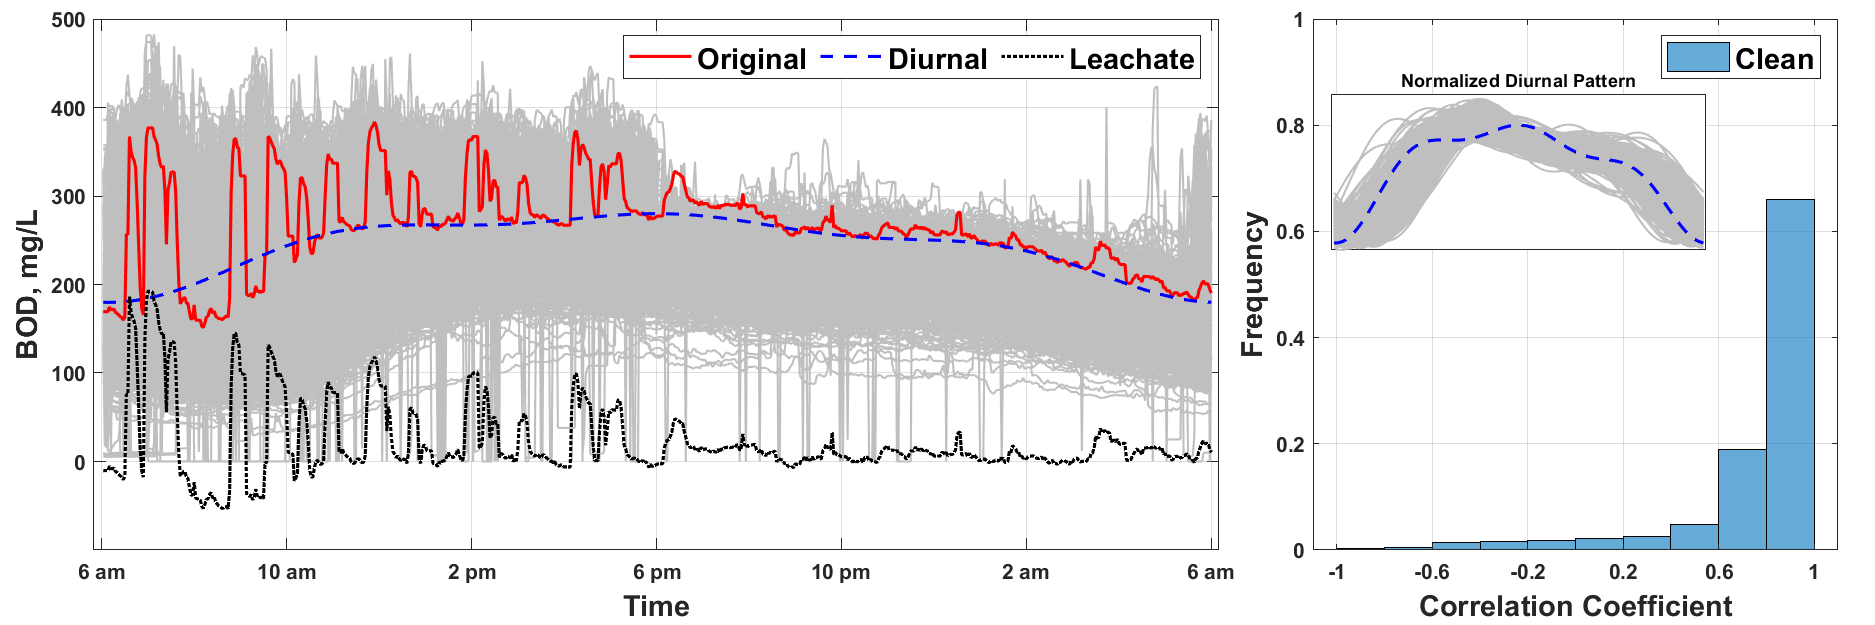 500
400
300
200
100
0
BOD, mg/L
Original Diurnal Leachate
6 am 10 am 2 pm 6 pm 10 pm 2 am 6 am
Time
1
0.8
0.6
0.4
0.2
0
Frequency
Clean
Normalized Diurnal Pattern
-1 -0.6 -0.2 0.2 0.6 1
Correlation Coefficient